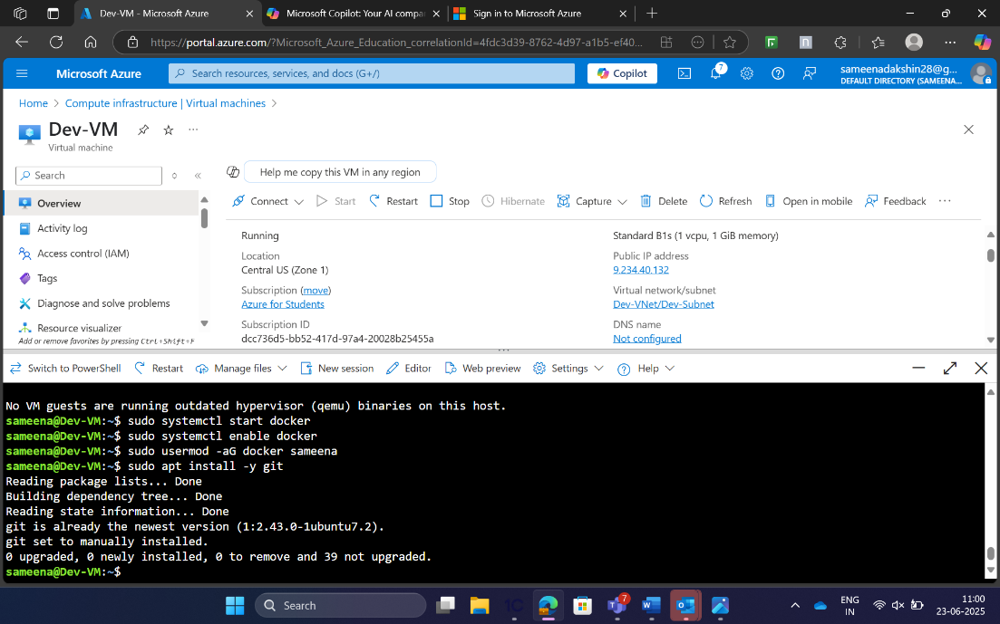 Dev-VM - Microsoft Azure
Microsoft Copilot: Your AI compa
Sign in to Microsoft Azure
https://portal.azure.com/?Microsoft_Azure_Education_correlationId=4fdc3d39-8762-4d97-a1b5-ef40...
Microsoft Azure
Search resources, services, and docs (G+/)
Copilot
7
sameenadakshin28@g...
DEFAULT DIRECTORY (SAMEENA...
Home > Compute infrastructure | Virtual machines >
Dev-VM
Virtual machine
Search
Help me copy this VM in any region
Connect
Start
Restart
Stop
Hibernate
Capture
Delete
Refresh
Open in mobile
Feedback
Overview
Activity log
Access control (IAM)
Tags
Diagnose and solve problems
Resource visualizer
Add or remove favorites by pressing Ctrl+Shift+F
Running
Location
Central US (Zone 1)
Subscription (move)
Azure for Students
Subscription ID
dcc736d5-bb52-417d-97a4-20028b25455a
Standard B1s (1 vcpu, 1 GiB memory)
Public IP address
9.234.40.132
Virtual network/subnet
Dev-VNet/Dev-Subnet
DNS name
Not configured
Switch to PowerShell
Restart
Manage files
New session
Editor
Web preview
Settings
Help
No VM guests are running outdated hypervisor (qemu) binaries on this host.
sameena@Dev-VM:~$ sudo systemctl start docker
sameena@Dev-VM:~$ sudo systemctl enable docker
sameena@Dev-VM:~$ sudo usermod -aG docker sameena
sameena@Dev-VM:~$ sudo apt install -y git
Reading package lists... Done
Building dependency tree... Done
Reading state information... Done
git is already the newest version (1:2.43.0-1ubuntu7.2).
git set to manually installed.
0 upgraded, 0 newly installed, 0 to remove and 39 not upgraded.
sameena@Dev-VM:~$
Search
7
ENG
IN
11:00
23-06-2025